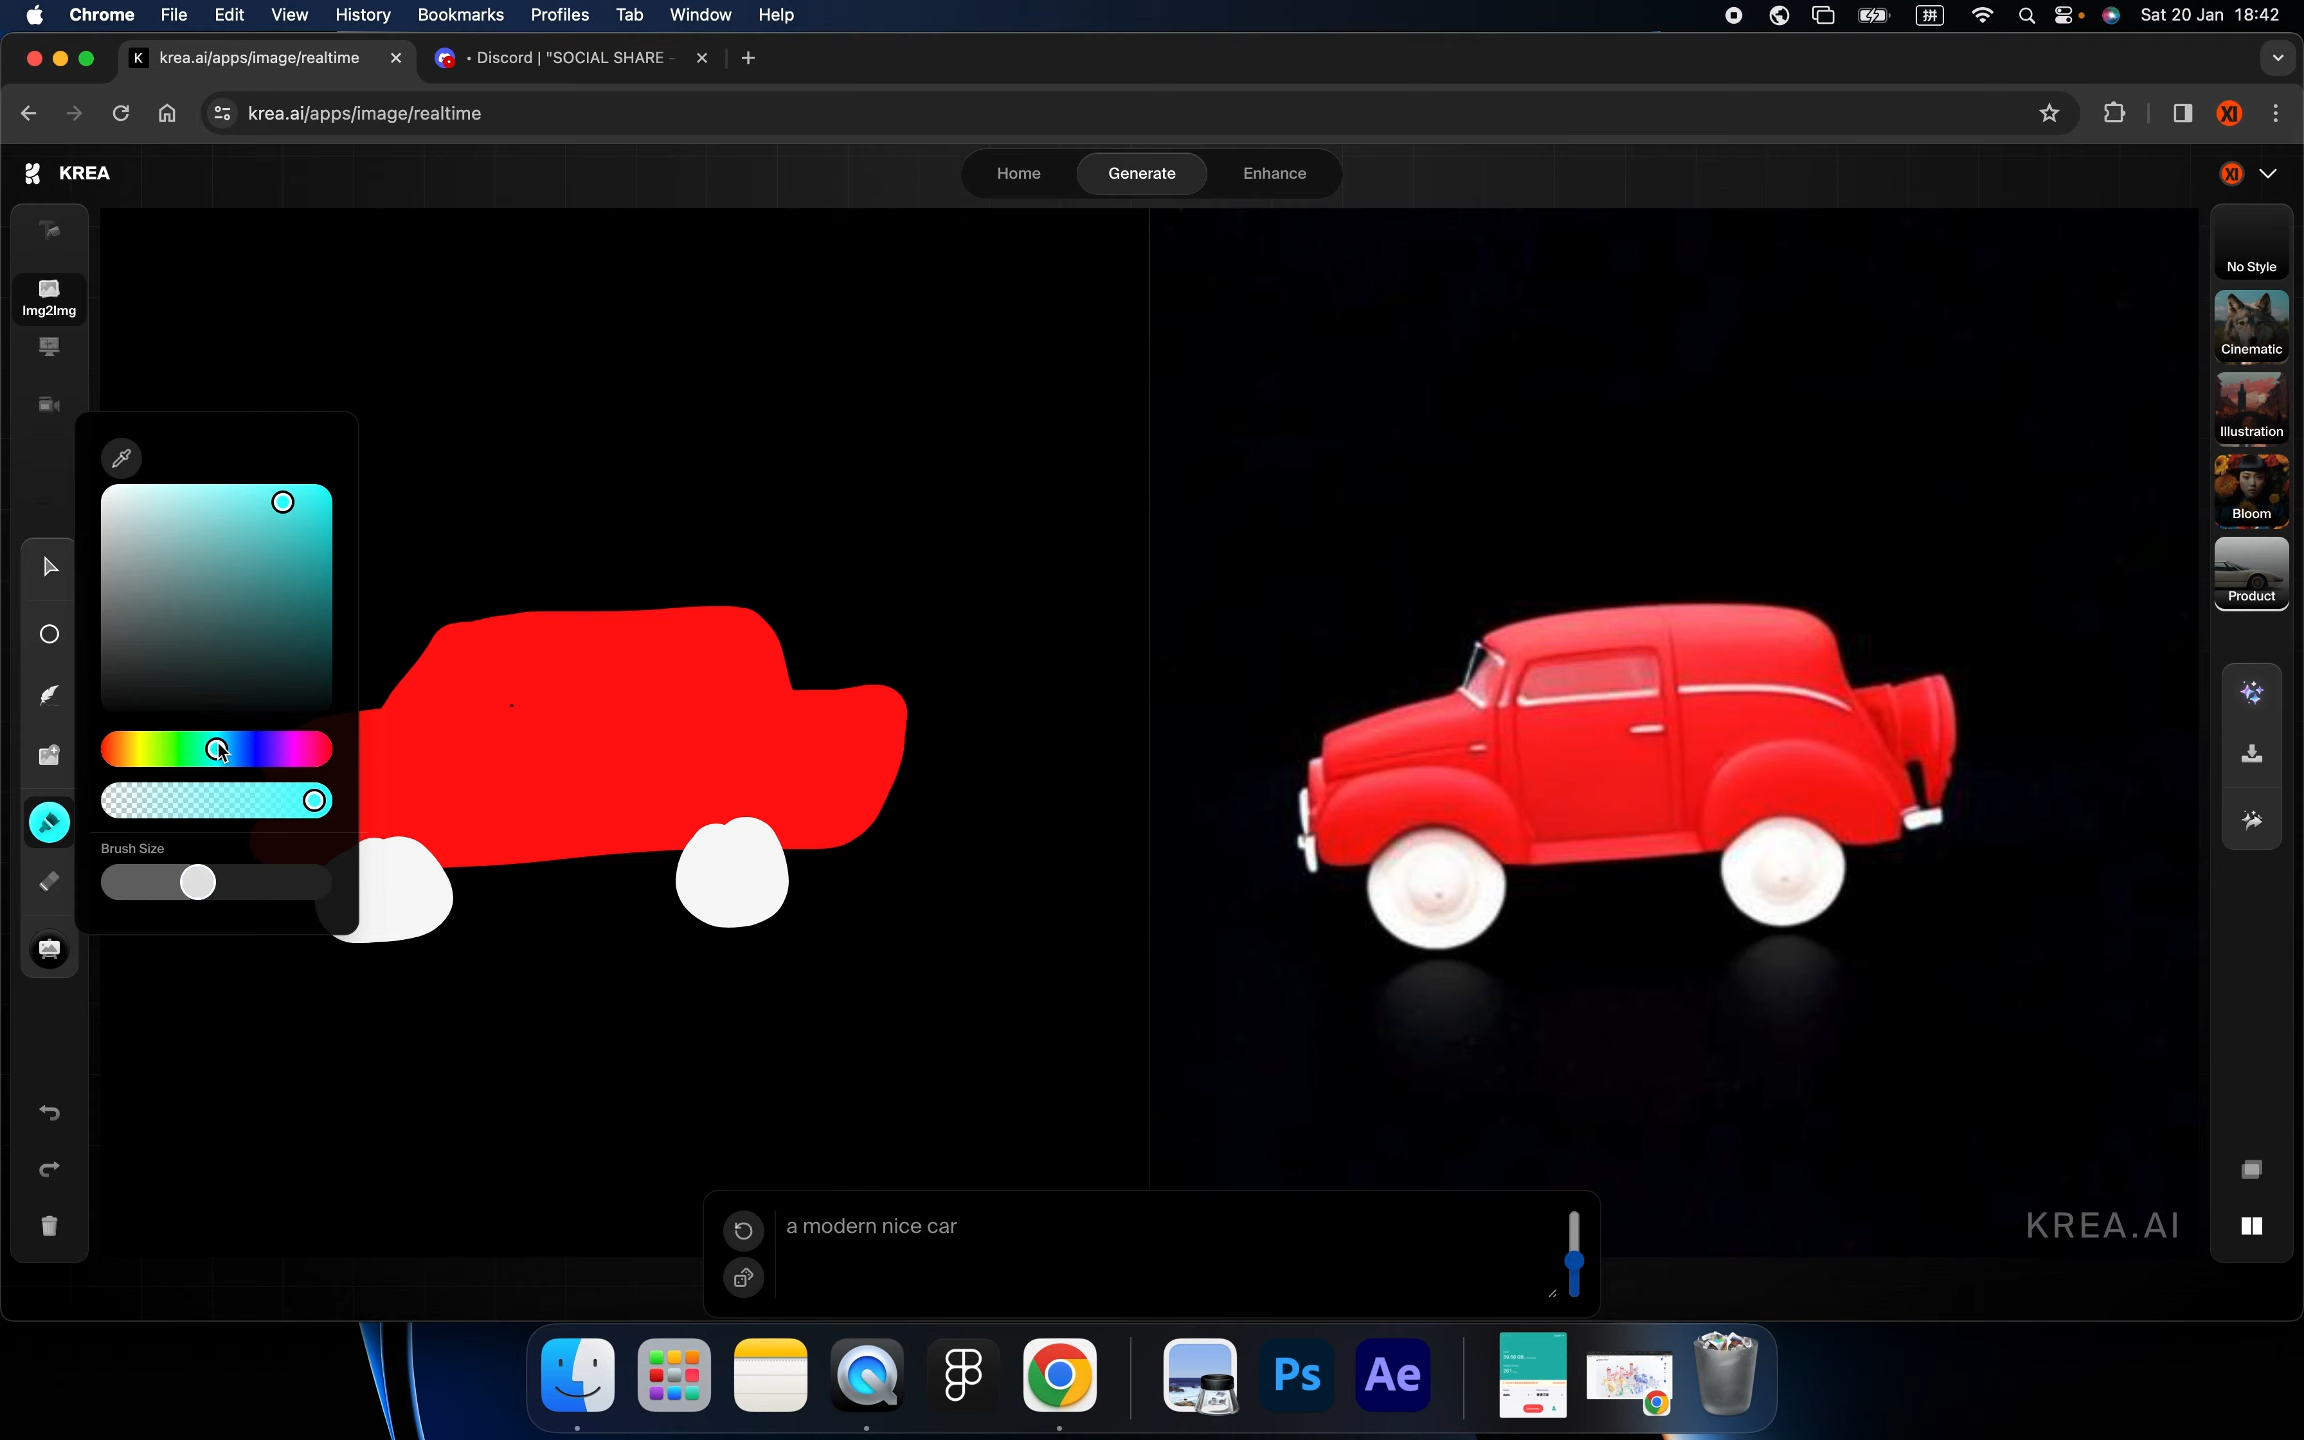 Chrome File Edit View History Bookmarks Profiles Tab Window Help
Sat 20 Jan 18:42
K krea.ai/apps/image/realtime
• Discord | "SOCIAL SHARE -
krea.ai/apps/image/realtime
XI
KREA
Home Generate Enhance
XI
Img2Img
No Style
Cinematic
Illustration
Bloom
Product
Brush Size
a modern nice car
KREA.AI
Ps
Ae